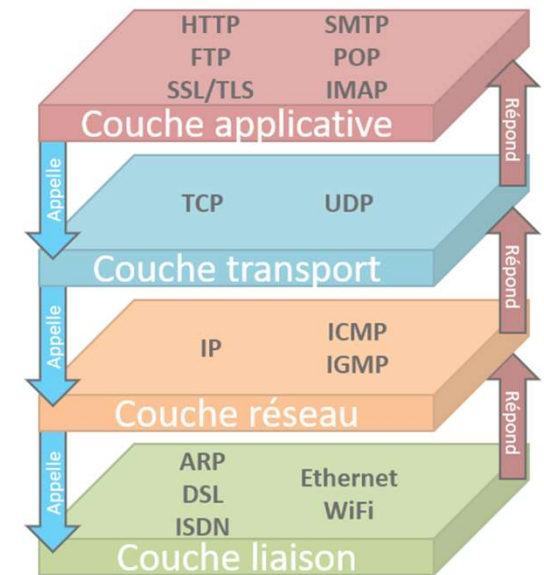 HTTP SMTP
FTP POP
SSL/TLS IMAP
Couche applicative
Appelle
Répond
TCP UDP
Couche transport
Appelle
Répond
IP
ICMP
IGMP
Couche réseau
Appelle
Répond
ARP
DSL
ISDN
Ethernet
WiFi
Couche liaison